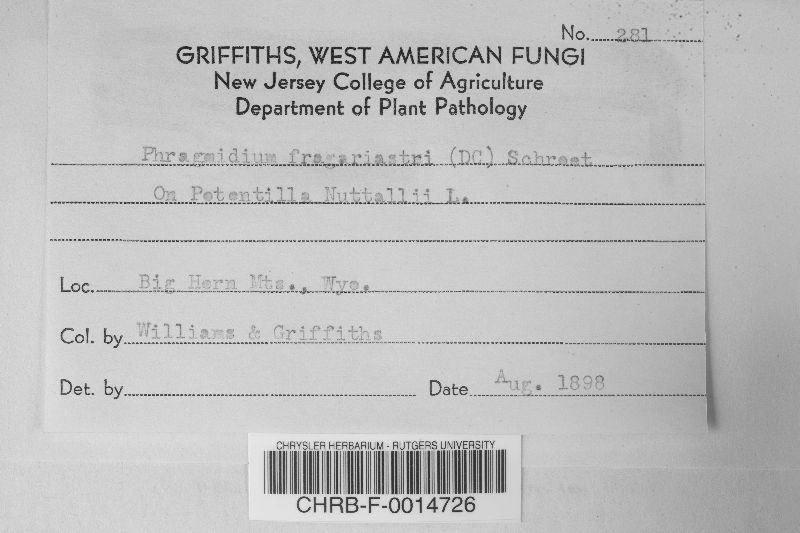 No. 281
GRIFFITHS, WEST AMERICAN FUNGI
New Jersey College of Agriculture
Department of Plant Pathology
Phragmidium fragariastri (DC.) Schroet
On Potentilla Nuttallii L.
Loc. Big Horn Mts., Wyo.
Col. by Williams & Griffiths
Det. by
Date Aug. 1898
CHRYSLER HERBARIUM - RUTGERS UNIVERSITY
CHRB-F-0014726